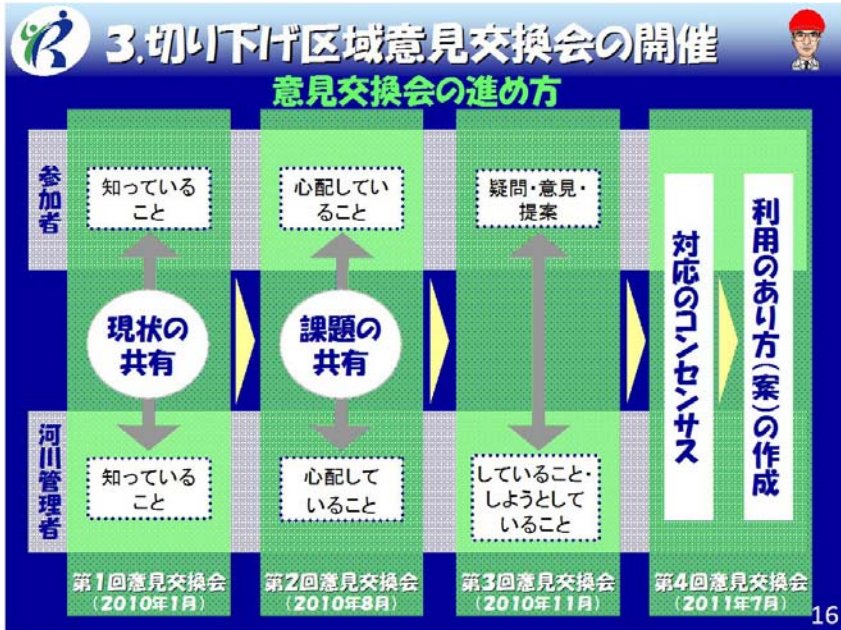 3.切り下げ区域意見交換会の開催
意見交換会の進め方
参加者
知っている
こと
心配してい
ること
疑問・意見・
提案
現状の
共有
課題の
共有
対応のコンセンサス
利用のあり方(案)の作成
河川管理者
知っている
こと
心配して
いること
していること・
しようとして
いること
第1回意見交換会
(2010年1月)
第2回意見交換会
(2010年8月)
第3回意見交換会
(2010年11月)
第4回意見交換会
(2011年7月)
16